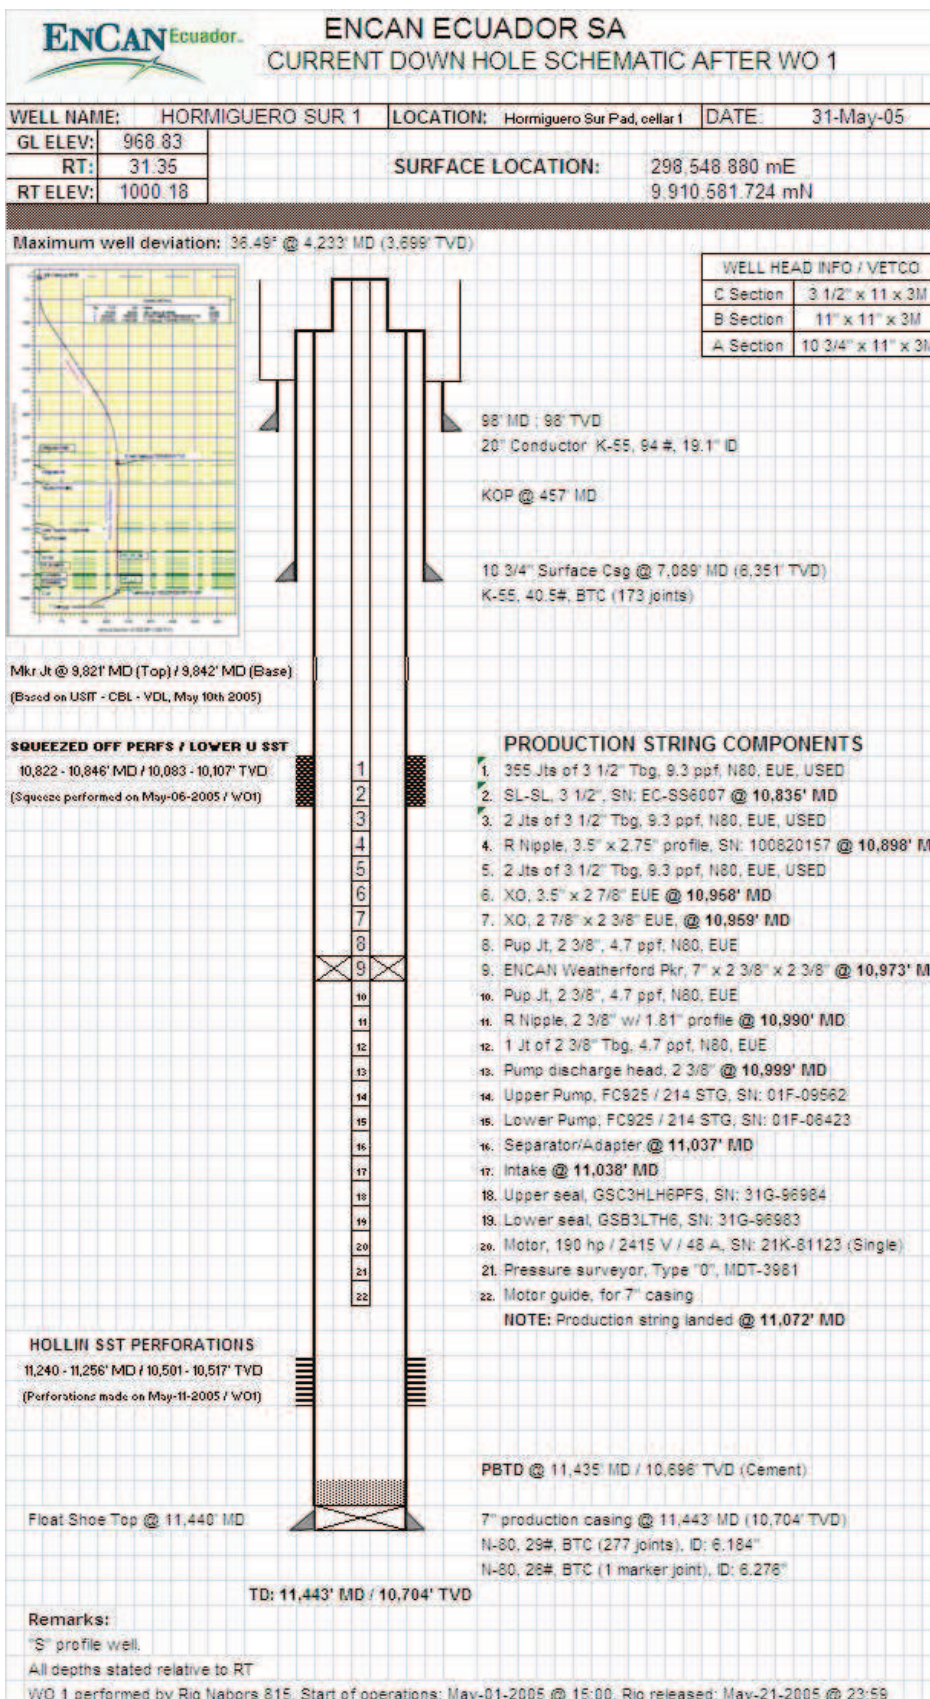 ENCAN Ecuador
ENCAN ECUADOR SA
CURRENT DOWN HOLE SCHEMATIC AFTER WO 1
WELL NAME: HORMIGUERO SUR 1 LOCATION: Hormiguero Sur Pad, cellar 1 DATE: 31-May-05
GL ELEV: 968.83
RT: 31.35 SURFACE LOCATION: 298,548.880 mE
RT ELEV: 1000.18 9,910,581.724 mN
Maximum well deviation: 36.49° @ 4,233' MD (3,699' TVD)
WELL HEAD INFO / VETCO
C Section 3 1/2" x 11 x 3M
B Section 11" x 11" x 3M
A Section 10 3/4" x 11" x 3M
98' MD ; 98' TVD
20" Conductor K-55, 94 #, 19.1" ID
KOP @ 457' MD
10 3/4" Surface Csg @ 7,089' MD (6,351' TVD)
K-55, 40.5#, BTC (173 joints)
Mkr Jt @ 9,821' MD (Top) / 9,842' MD (Base)
(Based on USIT - CBL - VDL, May 10th 2005)
SQUEEZED OFF PERFS / LOWER U SST
10,822 - 10,846' MD / 10,083 - 10,107' TVD
(Squeeze performed on May-06-2005 / WO1)
1
2
3
4
5
6
7
8
9
10
11
12
13
14
15
16
17
18
19
20
21
22
PRODUCTION STRING COMPONENTS
1. 355 Jts of 3 1/2" Tbg, 9.3 ppf, N80, EUE, USED
2. SL-SL, 3 1/2", SN: EC-SS6007 @ 10,835' MD
3. 2 Jts of 3 1/2" Tbg, 9.3 ppf, N80, EUE, USED
4. R Nipple, 3.5" x 2.75" profile, SN: 100820157 @ 10,898' M
5. 2 Jts of 3 1/2" Tbg, 9.3 ppf, N80, EUE, USED
6. XO, 3.5" x 2 7/8" EUE @ 10,958' MD
7. XO, 2 7/8" x 2 3/8" EUE, @ 10,959' MD
8. Pup Jt, 2 3/8", 4.7 ppf, N80, EUE
9. ENCAN Weatherford Pkr, 7" x 2 3/8" x 2 3/8" @ 10,973' M
10. Pup Jt, 2 3/8", 4.7 ppf, N80, EUE
11. R Nipple, 2 3/8" w/ 1.81" profile @ 10,990' MD
12. 1 Jt of 2 3/8" Tbg, 4.7 ppf, N80, EUE
13. Pump discharge head, 2 3/8" @ 10,999' MD
14. Upper Pump, FC925 / 214 STG, SN: 01F-09562
15. Lower Pump, FC925 / 214 STG, SN: 01F-06423
16. Separator/Adapter @ 11,037' MD
17. Intake @ 11,038' MD
18. Upper seal, GSC3HLH6PFS, SN: 31G-96984
19. Lower seal, GSB3LTH6, SN: 31G-96983
20. Motor, 190 hp / 2415 V / 48 A, SN: 21K-81123 (Single)
21. Pressure surveyor, Type "0", MDT-3981
22. Motor guide, for 7" casing
NOTE: Production string landed @ 11,072' MD
HOLLIN SST PERFORATIONS
11,240 - 11,256' MD / 10,501 - 10,517' TVD
(Perforations made on May-11-2005 / WO1)
PBTD @ 11,435' MD / 10,696' TVD (Cement)
Float Shoe Top @ 11,440' MD
7" production casing @ 11,443' MD (10,704' TVD)
N-80, 29#, BTC (277 joints), ID: 6.184"
N-80, 26#, BTC (1 marker joint), ID: 6.276"
TD: 11,443' MD / 10,704' TVD
Remarks:
"S" profile well.
All depths stated relative to RT
WO 1 performed by Rig Nabors 815. Start of operations: May-01-2005 @ 15:00. Rig released: May-21-2005 @ 23:59